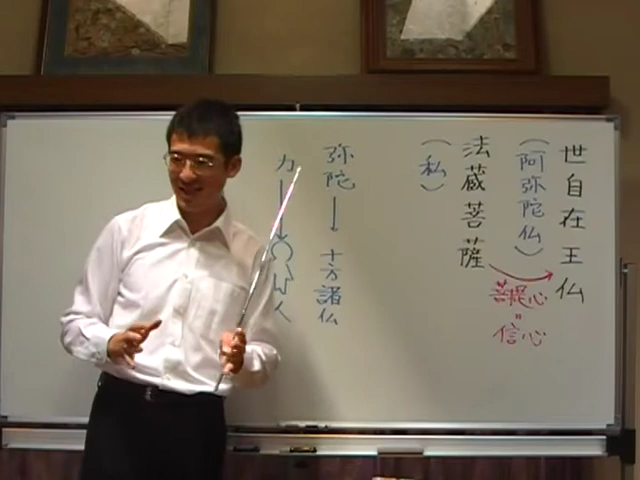 世自在王仏
（阿弥陀仏）
法蔵菩薩
（私）
菩提心
=
信心
弥陀→十方諸仏
力